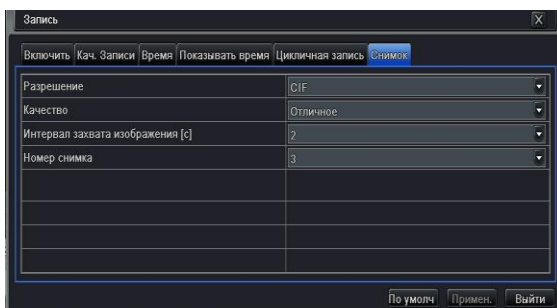 Запись X
Включить Кач. Записи Время Показывать время Цикличная запись Снимок
Разрешение CIF
Качество Отличное
Интервал захвата изображения [с] 2
Номер снимка 3
По умолч Примен. Выйти